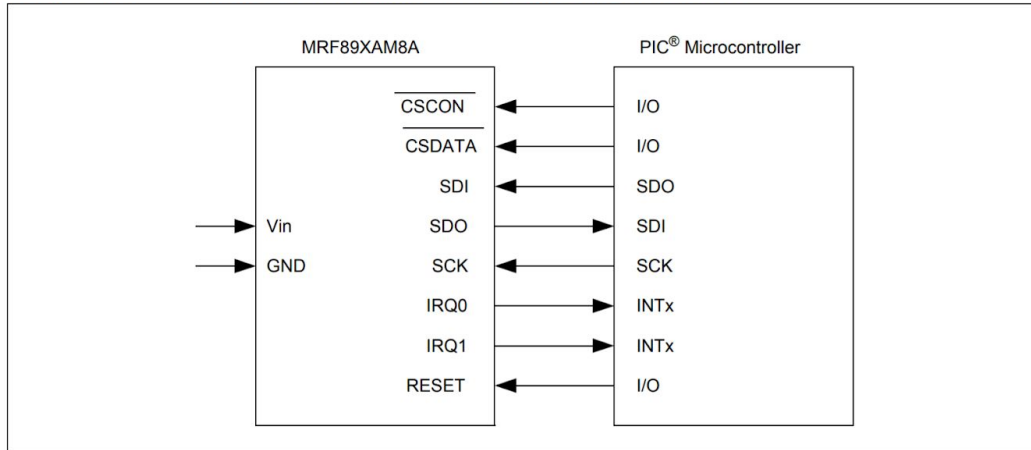 MRF89XAM8A
PIC® Microcontroller
CSCON
I/O
CSDATA
I/O
SDI
SDO
Vin
SDO
SDI
GND
SCK
SCK
IRQ0
INTx
IRQ1
INTx
RESET
I/O